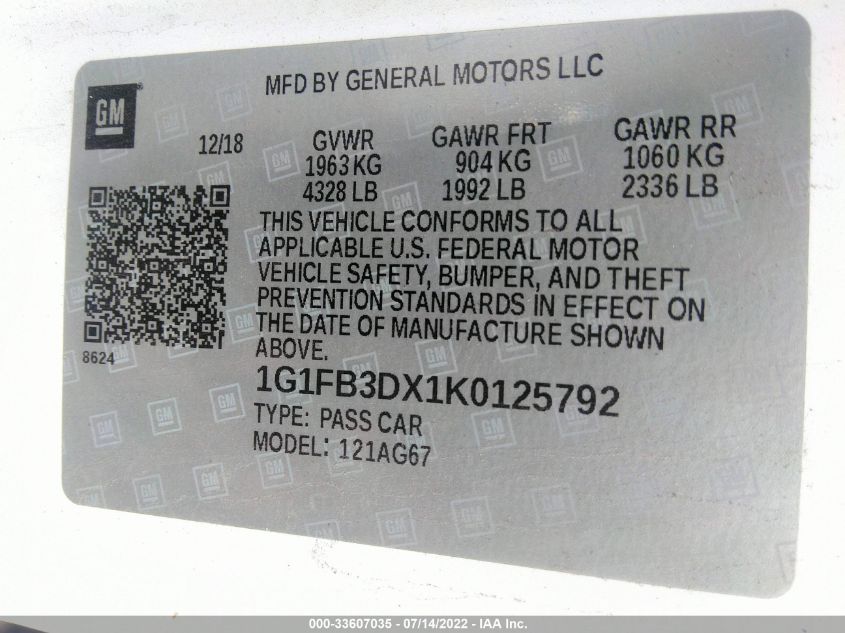 MFD BY GENERAL MOTORS LLC
GM
12/18 GVWR GAWR FRT GAWR RR
1963 KG 904 KG 1060 KG
4328 LB 1992 LB 2336 LB
THIS VEHICLE CONFORMS TO ALL
APPLICABLE U.S. FEDERAL MOTOR
VEHICLE SAFETY, BUMPER, AND THEFT
PREVENTION STANDARDS IN EFFECT ON
THE DATE OF MANUFACTURE SHOWN
ABOVE.
8624
1G1FB3DX1K0125792
TYPE: PASS CAR
MODEL: 121AG67
000-33607035 - 07/14/2022 - IAA Inc.